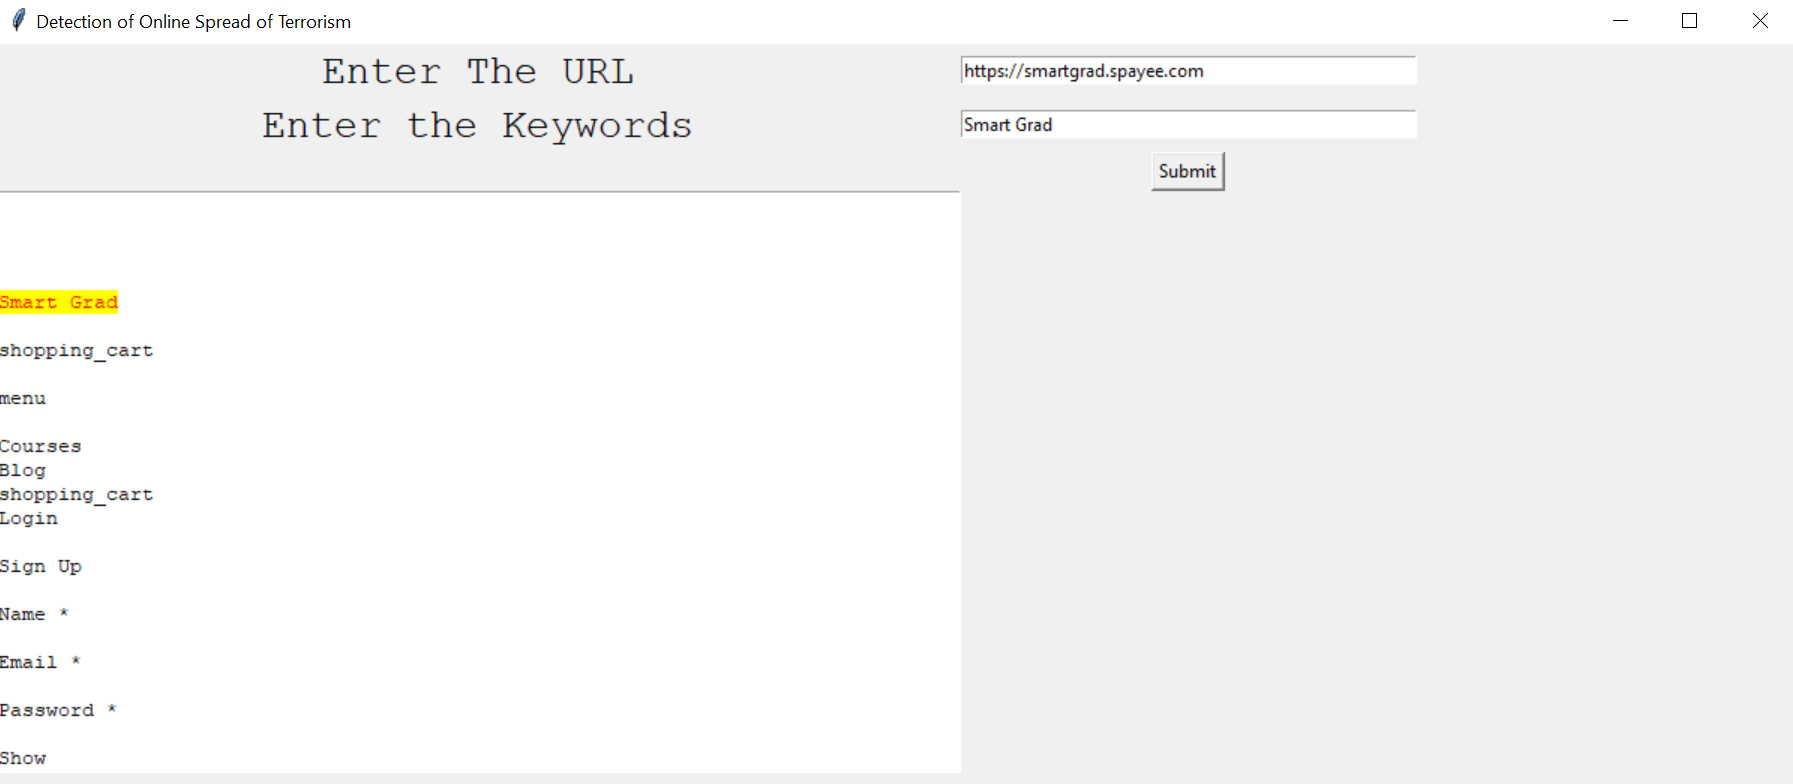 Detection of Online Spread of Terrorism
Enter The URL
https://smartgrad.spayee.com
Enter the Keywords
Smart Grad
Submit
Smart Grad
shopping_cart
menu
Courses
Blog
shopping_cart
Login
Sign Up
Name *
Email *
Password *
Show